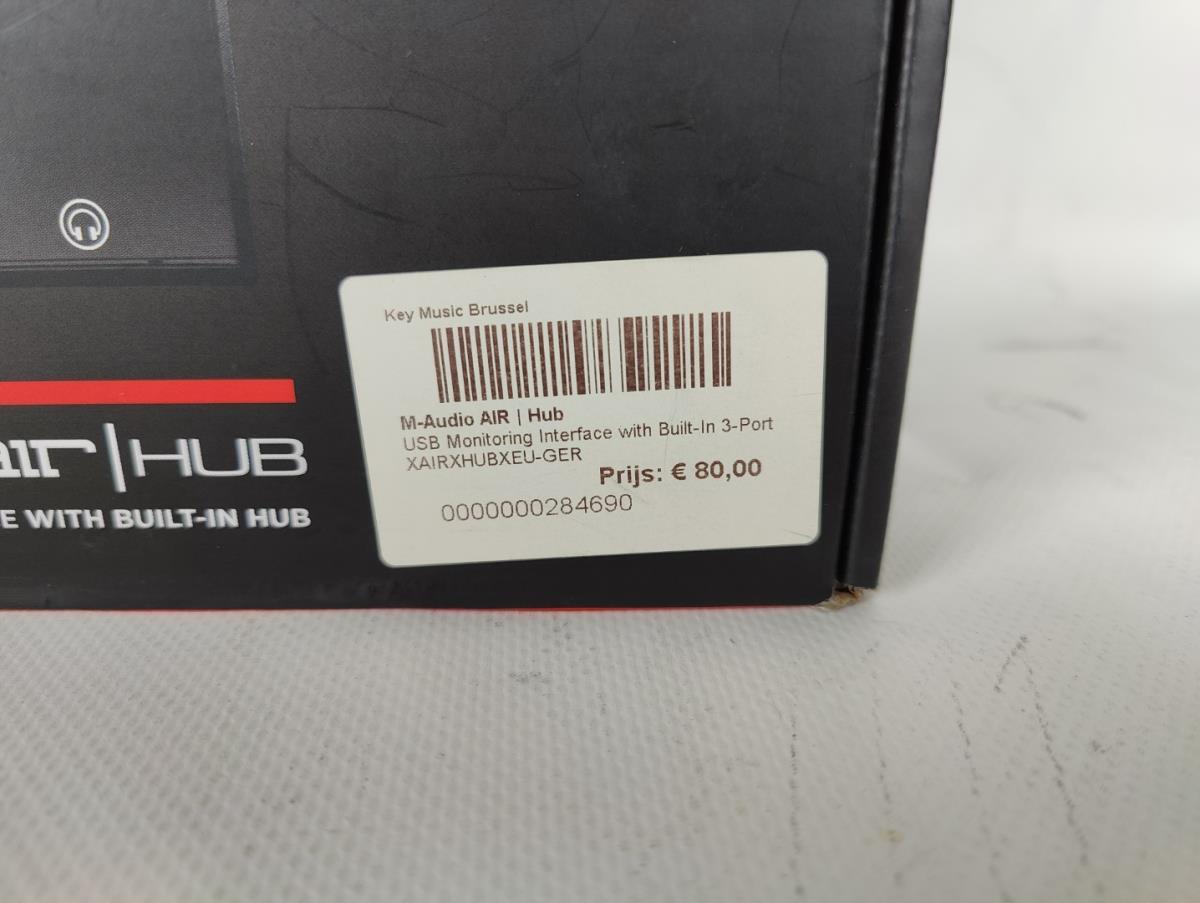 Key Music Brussel
M-Audio AIR | Hub
USB Monitoring Interface with Built-In 3-Port
XAIRXHUBXEU-GER
Prijs: € 80,00
0000000284690
air|HUB
E WITH BUILT-IN HUB